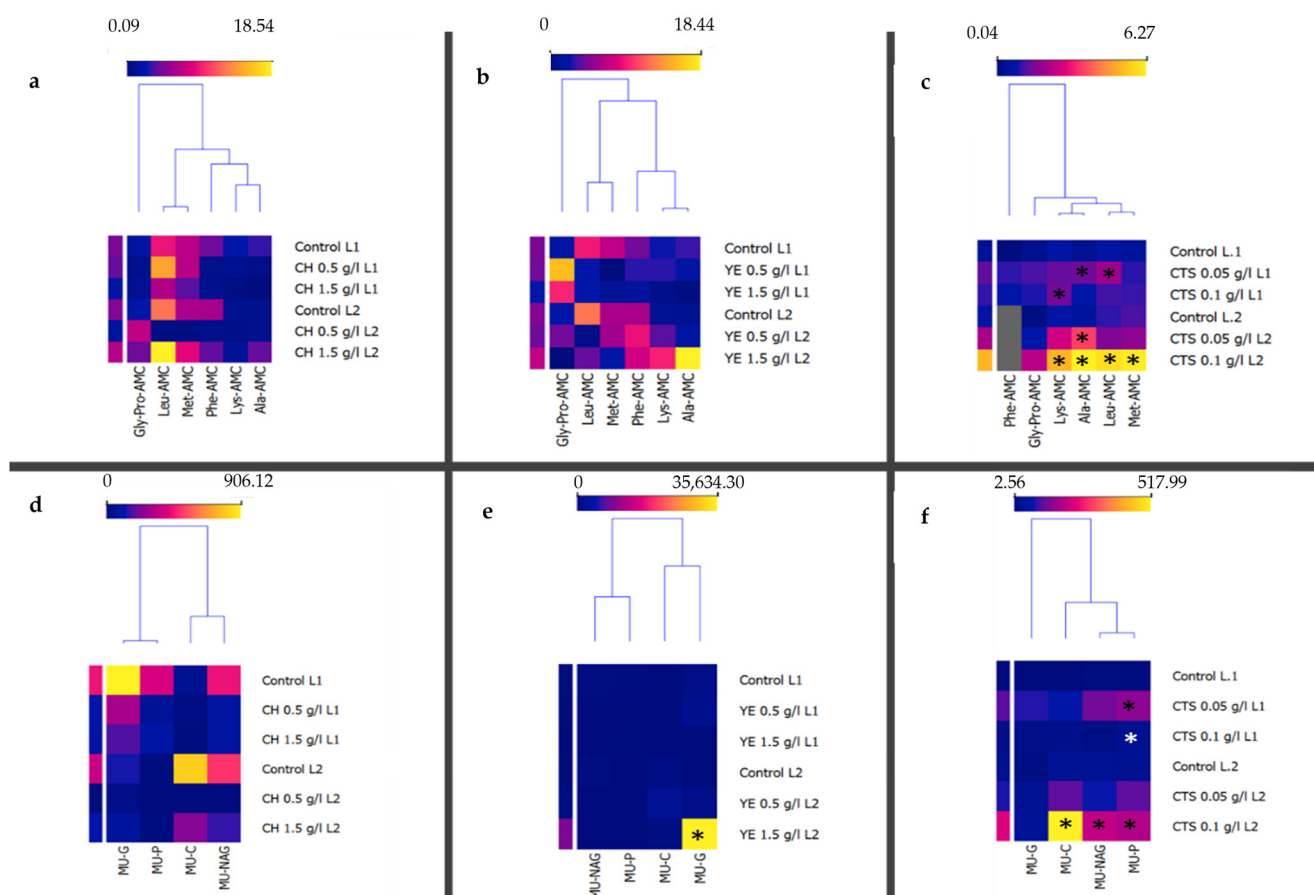 0.09 18.54
a
Control L1
CH 0.5 g/l L1
CH 1.5 g/l L1
Control L2
CH 0.5 g/l L2
CH 1.5 g/l L2
Gly-Pro-AMC
Leu-AMC
Met-AMC
Phe-AMC
Lys-AMC
Ala-AMC
0 18.44
b
Control L1
YE 0.5 g/l L1
YE 1.5 g/l L1
Control L2
YE 0.5 g/l L2
YE 1.5 g/l L2
Gly-Pro-AMC
Leu-AMC
Met-AMC
Phe-AMC
Lys-AMC
Ala-AMC
0.04 6.27
c
Control L.1
* * CTS 0.05 g/l L1
* CTS 0.1 g/l L1
Control L.2
* CTS 0.05 g/l L2
* * * * CTS 0.1 g/l L2
Phe-AMC
Gly-Pro-AMC
Lys-AMC
Ala-AMC
Leu-AMC
Met-AMC
0 906.12
d
Control L1
CH 0.5 g/l L1
CH 1.5 g/l L1
Control L2
CH 0.5 g/l L2
CH 1.5 g/l L2
MU-G
MU-P
MU-C
MU-NAG
0 35,634.30
e
Control L1
YE 0.5 g/l L1
YE 1.5 g/l L1
Control L2
YE 0.5 g/l L2
* YE 1.5 g/l L2
MU-NAG
MU-P
MU-C
MU-G
2.56 517.99
f
Control L.1
* CTS 0.05 g/l L1
* CTS 0.1 g/l L1
Control L.2
CTS 0.05 g/l L2
* * * CTS 0.1 g/l L2
MU-G
MU-C
MU-NAG
MU-P